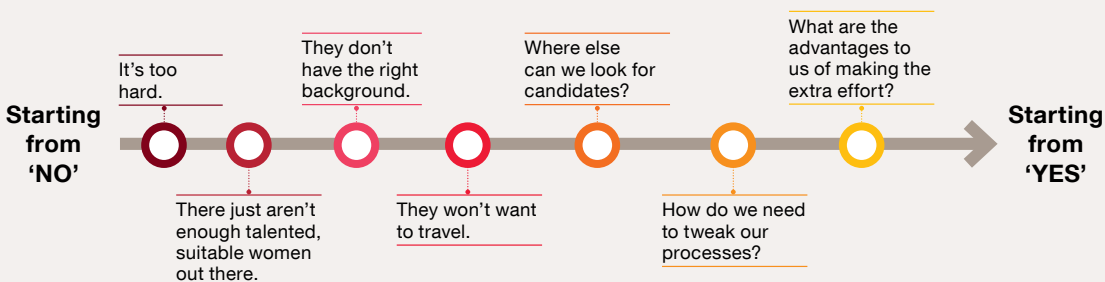 Starting
from
‘NO’
It’s too
hard.
There just aren’t
enough talented,
suitable women
out there.
They don’t
have the right
background.
They won’t want
to travel.
Where else
can we look for
candidates?
How do we need
to tweak our
processes?
What are the
advantages to
us of making the
extra effort?
Starting
from
‘YES’